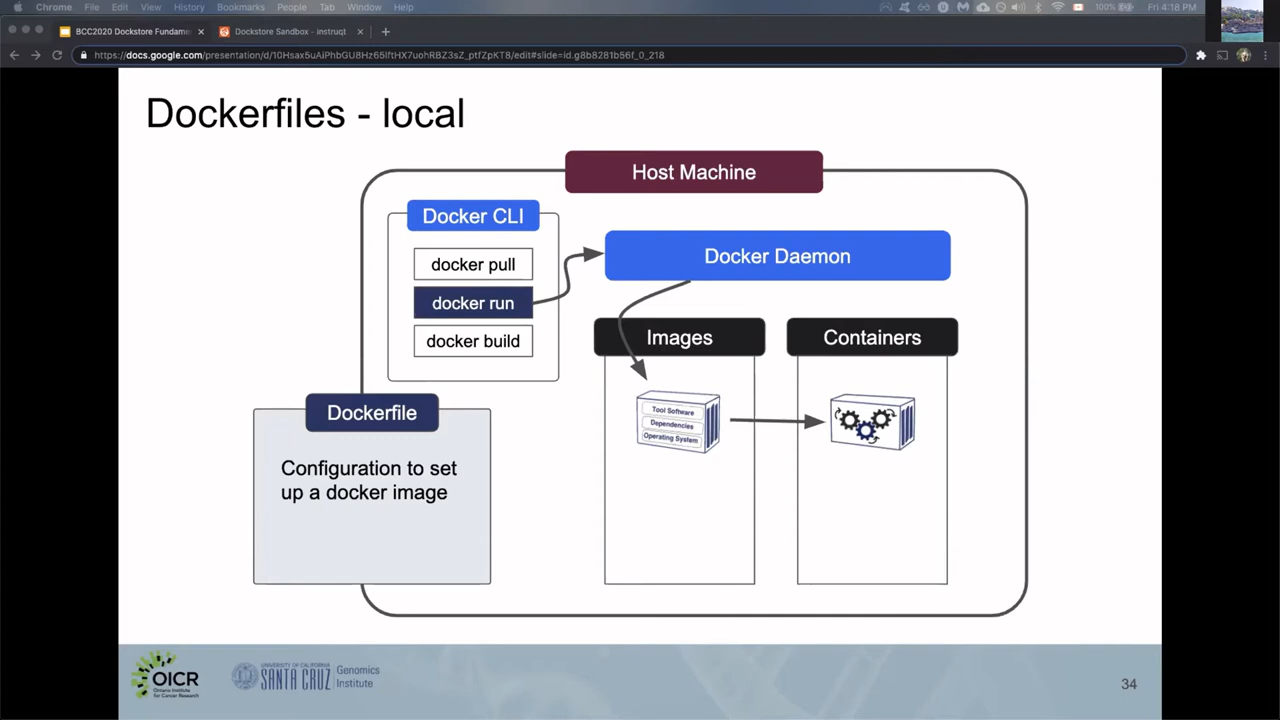 Chrome File Edit View History Bookmarks People Tab Window Help 100% Fri 4:18 PM
BCC2020 Dockstore Fundame
Dockstore Sandbox - instruqt
https://docs.google.com/presentation/d/10Hsax5uAiPhbGU8Hz65lftHX7uohRBZ3sZ_ptfZpKT8/edit#slide=id.g8b8281b56f_0_218
Dockerfiles - local
Host Machine
Docker CLI
docker pull
docker run
docker build
Docker Daemon
Images
Containers
Tool Software
Dependencies
Operating System
Dockerfile
Configuration to set
up a docker image
OICR
Ontario Institute
for Cancer Research
UNIVERSITY OF CALIFORNIA
SANTA CRUZ
Genomics
Institute
34